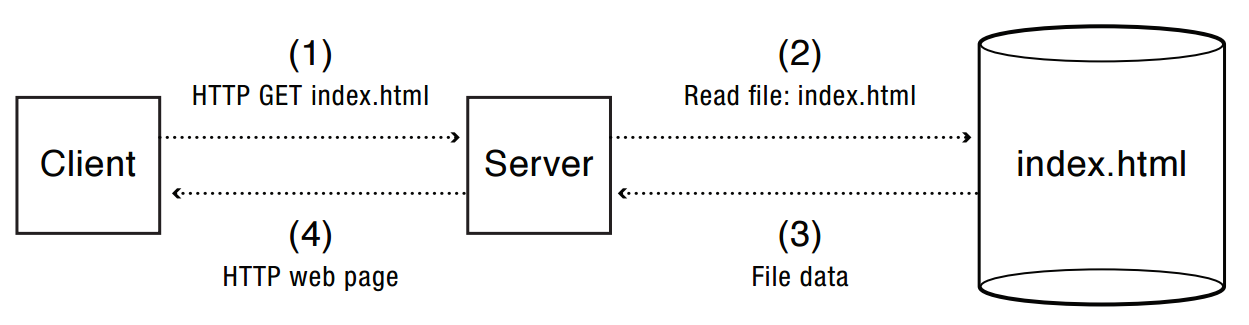 (1)
HTTP GET index.html
(2)
Read file: index.html
Client
Server
index.html
(4)
HTTP web page
(3)
File data